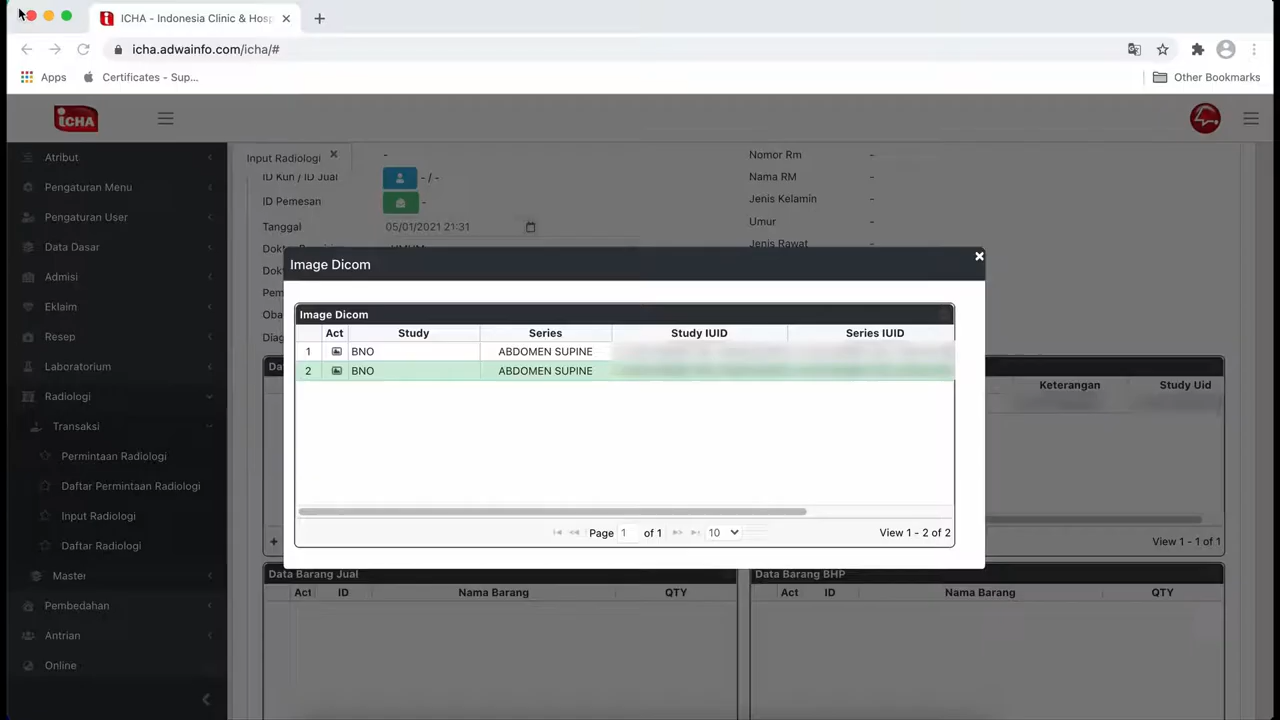 ICHA - Indonesia Clinic & Hosp
icha.adwainfo.com/icha/#
Apps
Certificates - Sup...
Other Bookmarks
iCHA
Atribut
Pengaturan Menu
Pengaturan User
Data Dasar
Admisi
Eklaim
Resep
Laboratorium
Radiologi
Transaksi
Permintaan Radiologi
Daftar Permintaan Radiologi
Input Radiologi
Daftar Radiologi
Master
Pembedahan
Antrian
Online
Input Radiologi
-
Nomor Rm -
ID Kun / ID Jual - / -
Nama RM -
ID Pemesan -
Jenis Kelamin -
Tanggal 05/01/2021 21:31
Umur -
Jenis Rawat -
Image Dicom
Image Dicom
Act Study Series Study IUID Series IUID
1 BNO ABDOMEN SUPINE
2 BNO ABDOMEN SUPINE
Page 1 of 1 10 View 1 - 2 of 2
Keterangan Study Uid
View 1 - 1 of 1
Data Barang Jual
Act ID Nama Barang QTY
Data Barang BHP
Act ID Nama Barang QTY